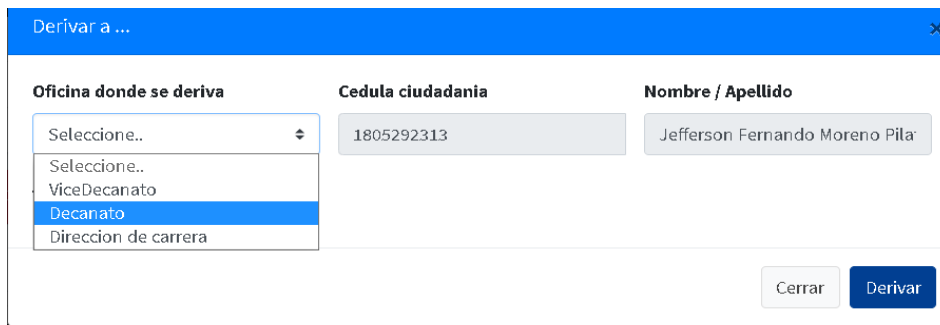 Derivar a ...
×
Oficina donde se deriva
Cedula ciudadania
Nombre / Apellido
Seleccione..
1805292313
Jefferson Fernando Moreno
Seleccione..
ViceDecanato
Decanato
Direccion de carrera
Cerrar
Derivar